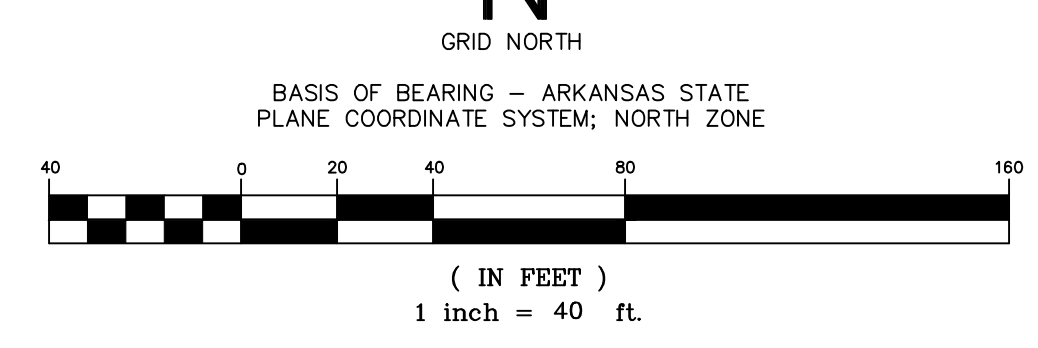 N
GRID NORTH
BASIS OF BEARING – ARKANSAS STATE
PLANE COORDINATE SYSTEM; NORTH ZONE
40 0 20 40 80 160
( IN FEET )
1 inch = 40 ft.